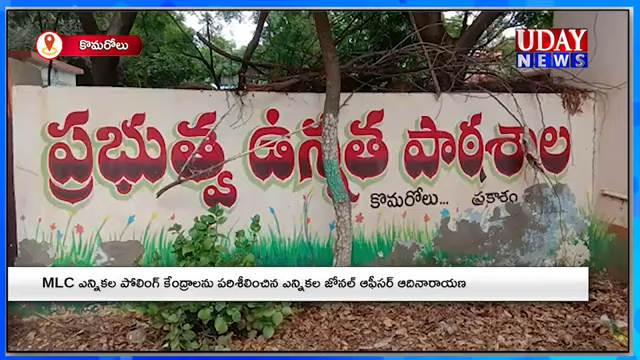 కొమరోలు
UDAY
NEWS
ప్రభుత్వ ఉన్నత పాఠశాల
కొమరోలు... ప్రకాశం
MLC ఎన్నికల పోలింగ్ కేంద్రాలను పరిశీలించిన ఎన్నికల జోనల్ ఆఫీసర్ ఆదినారాయణ